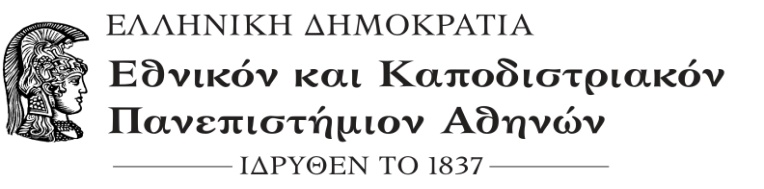 ΕΛΛΗΝΙΚΗ ΔΗΜΟΚΡΑΤΙΑ
Εθνικόν και Καποδιστριακόν
Πανεπιστήμιον Αθηνών
ΙΔΡΥΘΕΝ ΤΟ 1837